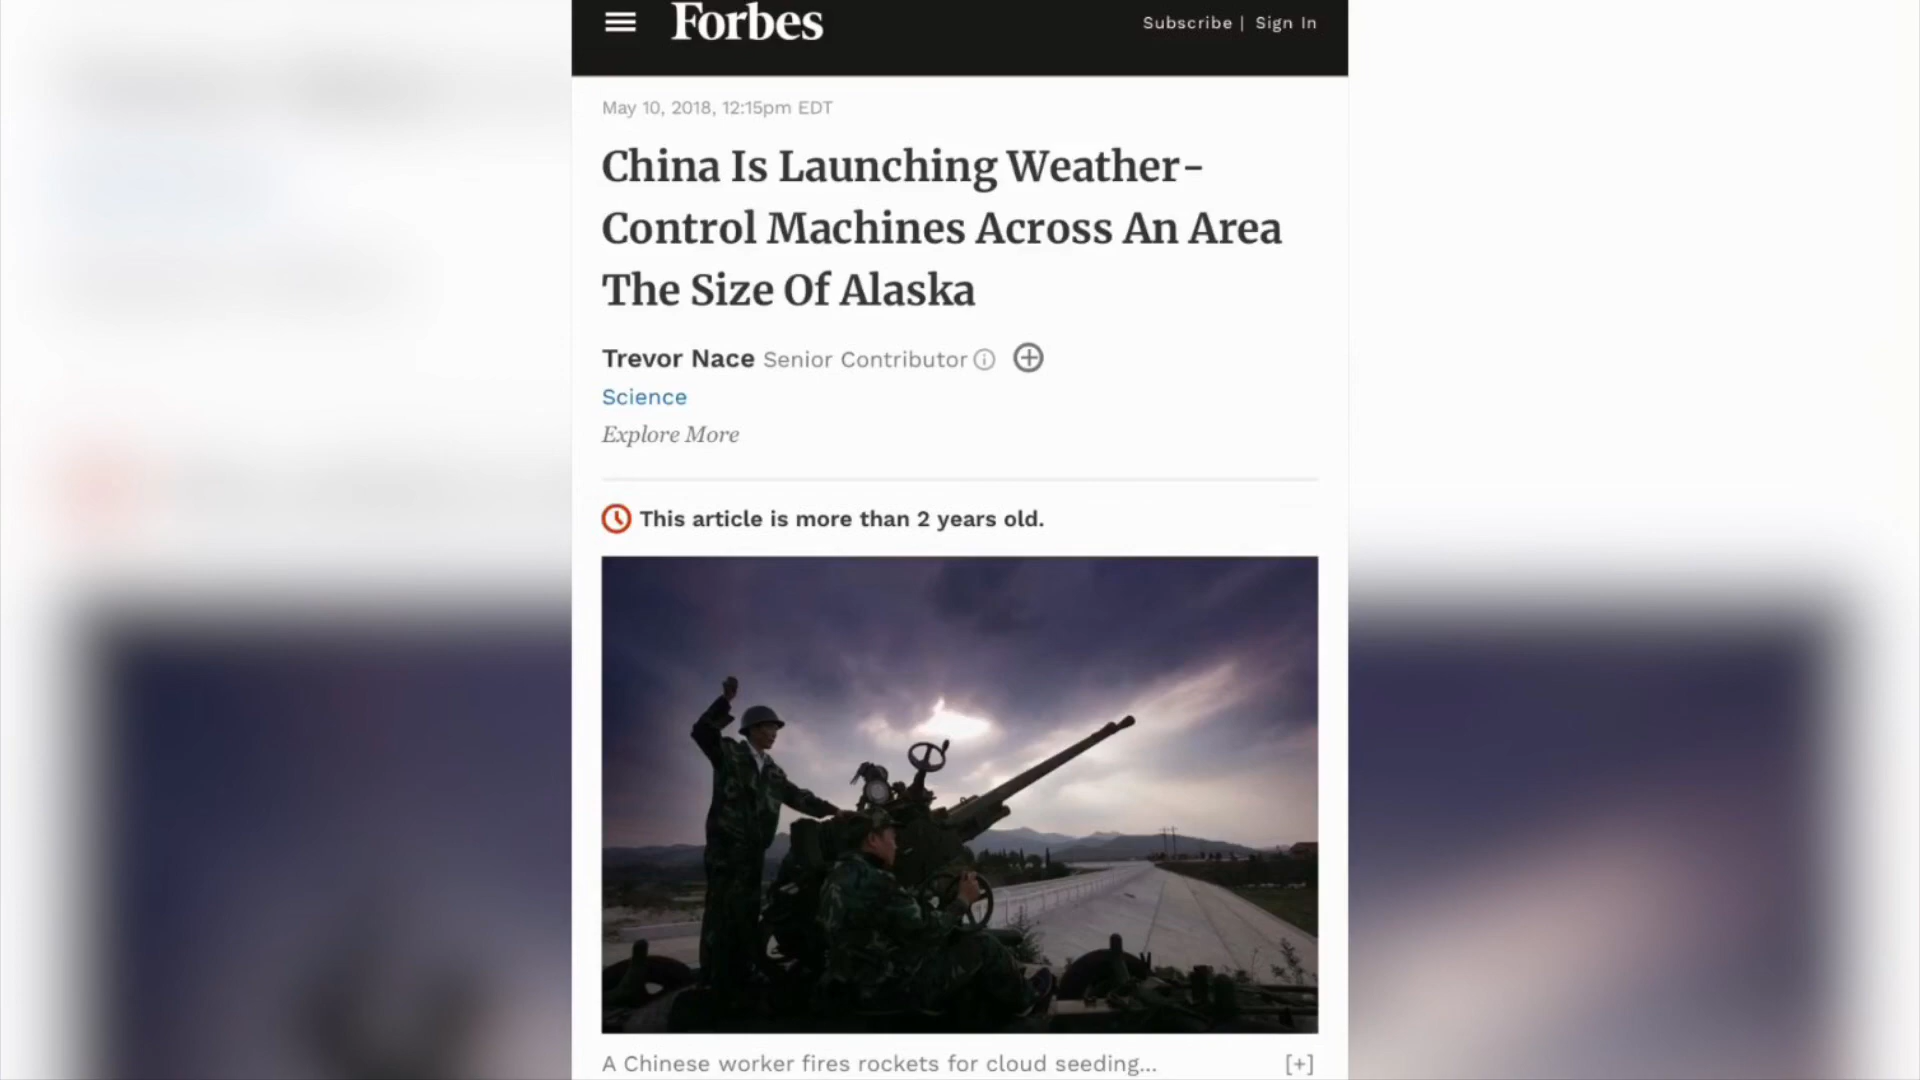 Forbes
Subscribe | Sign In
May 10, 2018, 12:15pm EDT
China Is Launching Weather-
Control Machines Across An Area
The Size Of Alaska
Trevor Nace Senior Contributor
Science
Explore More
This article is more than 2 years old.
A Chinese worker fires rockets for cloud seeding... [+]